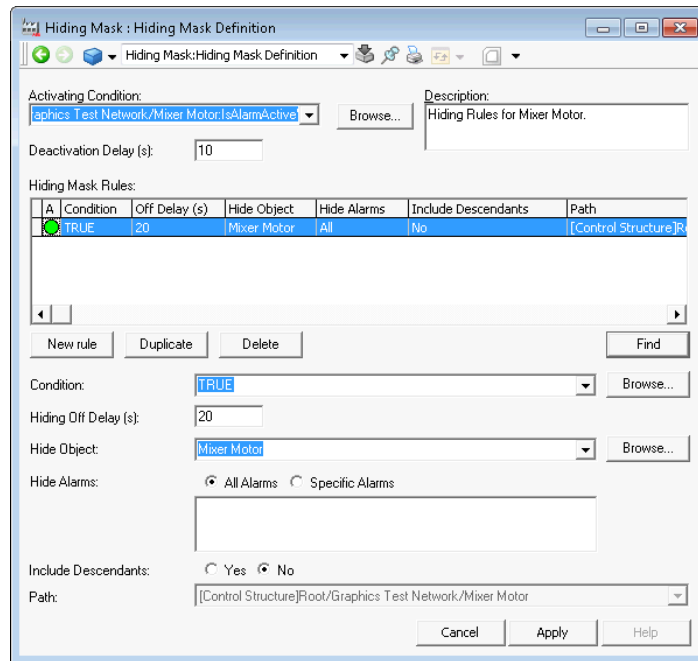 Hiding Mask : Hiding Mask Definition
Hiding Mask:Hiding Mask Definition
Activating Condition:
Description:
aphics Test Network/Mixer Motor:IsAlarmActive
Browse...
Hiding Rules for Mixer Motor.
Deactivation Delay (s):
10
Hiding Mask Rules:
A Condition Off Delay (s) Hide Object Hide Alarms Include Descendants Path
TRUE 20 Mixer Motor All No [Control Structure]R
New rule Duplicate Delete Find
Condition: TRUE Browse...
Hiding Off Delay (s): 20
Hide Object: Mixer Motor Browse...
Hide Alarms: All Alarms Specific Alarms
Include Descendants: Yes No
Path: [Control Structure]Root/Graphics Test Network/Mixer Motor
Cancel Apply Help